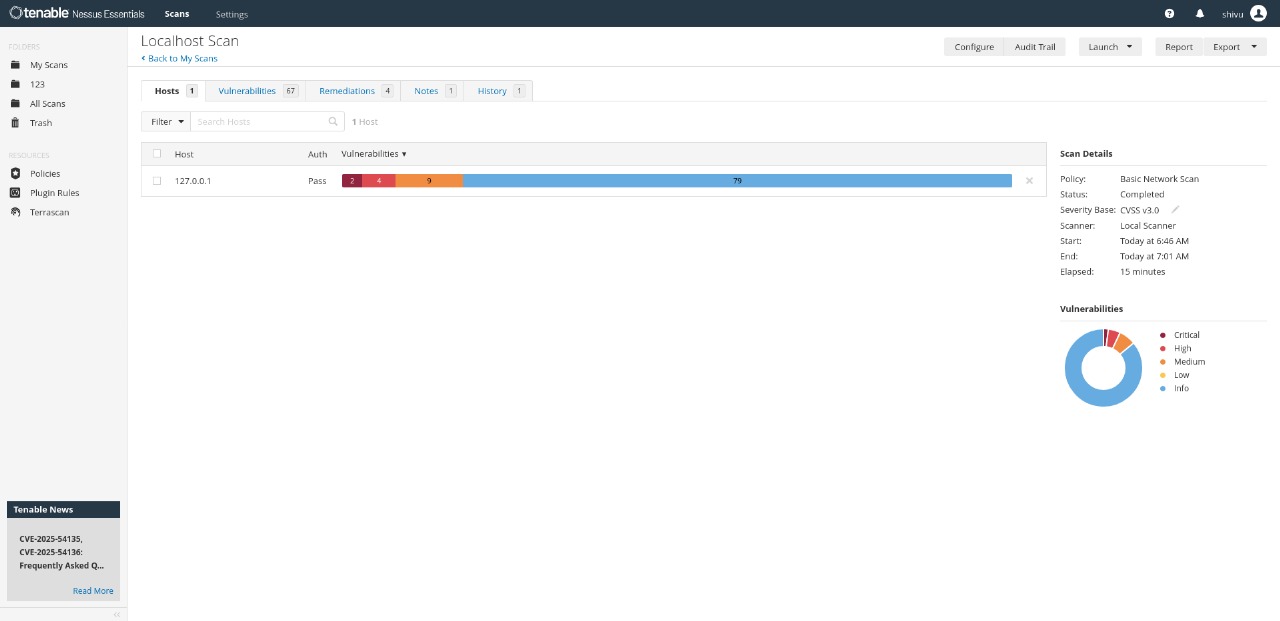 tenable Nessus Essentials Scans Settings shivu
FOLDERS
My Scans
123
All Scans
Trash
RESOURCES
Policies
Plugin Rules
Terrascan
Tenable News
CVE-2025-54135,
CVE-2025-54136:
Frequently Asked Q...
Read More
Localhost Scan
Back to My Scans
Configure Audit Trail Launch Report Export
Hosts 1 Vulnerabilities 67 Remediations 4 Notes 1 History 1
Filter Search Hosts 1 Host
Host Auth Vulnerabilities
127.0.0.1 Pass 2 4 9 79
Scan Details
Policy: Basic Network Scan
Status: Completed
Severity Base: CVSS v3.0
Scanner: Local Scanner
Start: Today at 6:46 AM
End: Today at 7:01 AM
Elapsed: 15 minutes
Vulnerabilities
Critical
High
Medium
Low
Info